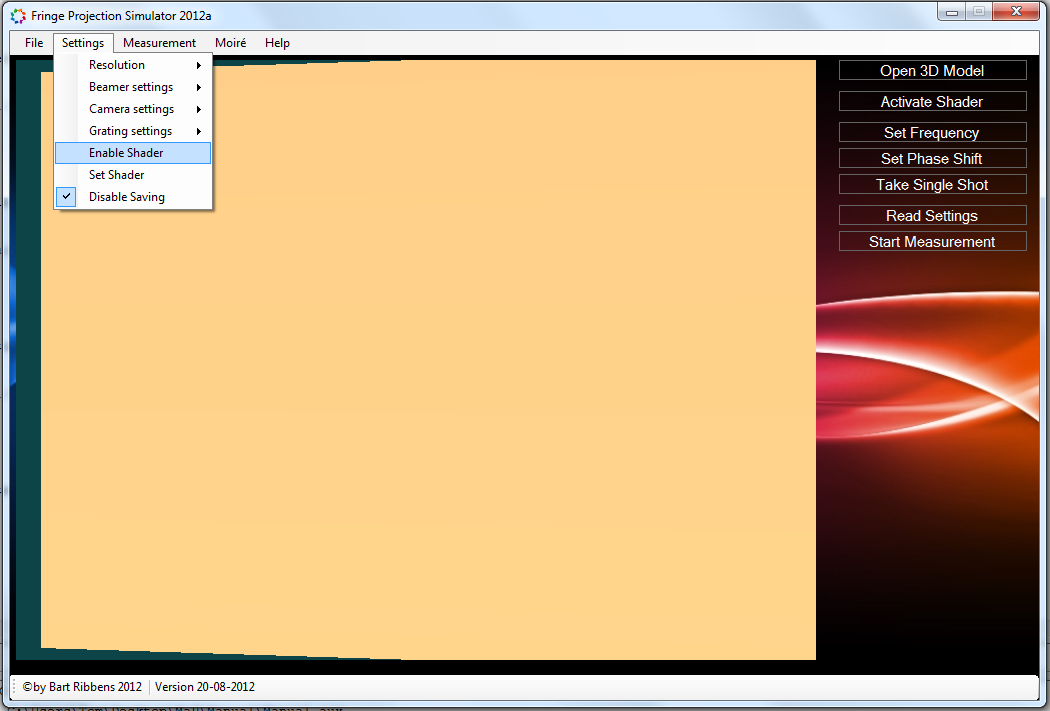 Fringe Projection Simulator 2012a
File Settings Measurement Moiré Help
Resolution
Beamer settings
Camera settings
Grating settings
Enable Shader
Set Shader
Disable Saving
Open 3D Model
Activate Shader
Set Frequency
Set Phase Shift
Take Single Shot
Read Settings
Start Measurement
©by Bart Ribbens 2012 Version 20-08-2012